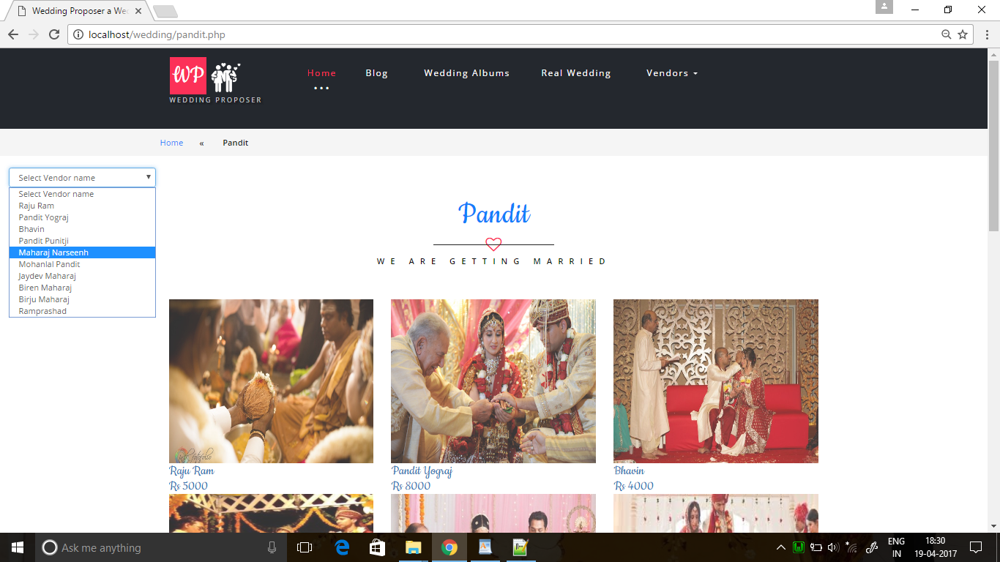 Wedding Proposer a Wed
localhost/wedding/pandit.php
WP
WEDDING PROPOSER
Home
Blog
Wedding Albums
Real Wedding
Vendors
Home « Pandit
Select Vendor name
Select Vendor name
Raju Ram
Pandit Yograj
Bhavin
Pandit Punitji
Maharaj Narseenh
Mohanlal Pandit
Jaydev Maharaj
Biren Maharaj
Birju Maharaj
Ramprashad
Pandit
WE ARE GETTING MARRIED
Raju Ram
Rs 5000
Pandit Yograj
Rs 8000
Bhavin
Rs 4000
Ask me anything
ENG
IN
18:30
19-04-2017